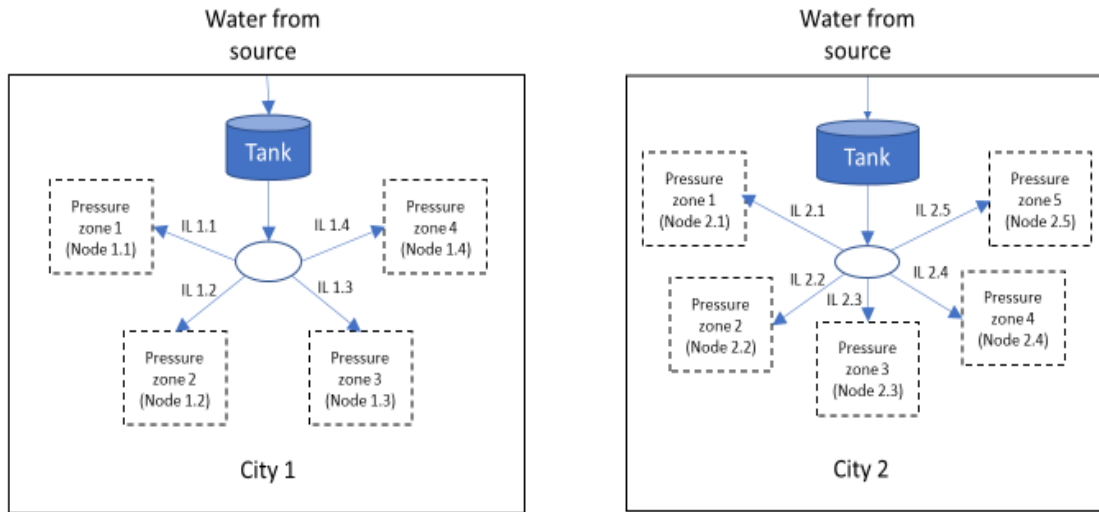 Water from
source
Tank
Pressure
zone 1
(Node 1.1)
IL 1.1
IL 1.4
Pressure
zone 4
(Node 1.4)
IL 1.2
IL 1.3
Pressure
zone 2
(Node 1.2)
Pressure
zone 3
(Node 1.3)
City 1
Water from
source
Tank
Pressure
zone 1
(Node 2.1)
IL 2.1
IL 2.5
Pressure
zone 5
(Node 2.5)
IL 2.2
IL 2.3
IL 2.4
Pressure
zone 2
(Node 2.2)
Pressure
zone 3
(Node 2.3)
Pressure
zone 4
(Node 2.4)
City 2